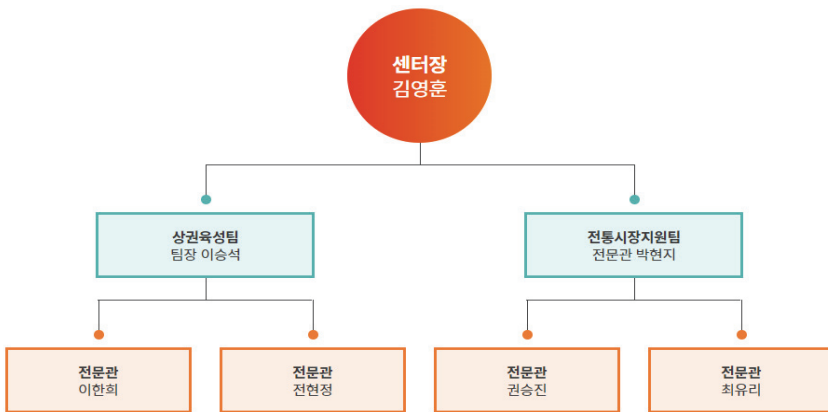 센터장
김영훈
상권육성팀
팀장 이승석
전통시장지원팀
전문관 박현지
전문관
이한희
전문관
전현정
전문관
권승진
전문관
최유리